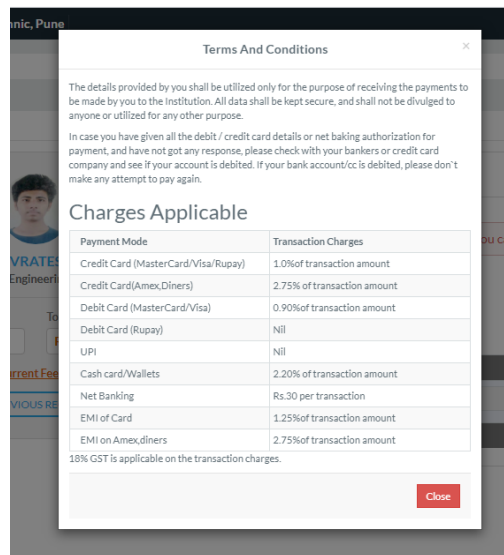 nnic, Pune
Terms And Conditions
×
The details provided by you shall be utilized only for the purpose of receiving the payments to
be made by you to the Institution. All data shall be kept secure, and shall not be divulged to
anyone or utilized for any other purpose.
In case you have given all the debit / credit card details or net baking authorization for
payment, and have not got any response, please check with your bankers or credit card
company and see if your account is debited. If your bank account/cc is debited, please don`t
make any attempt to pay again.
Charges Applicable
Payment Mode Transaction Charges
Credit Card (MasterCard/Visa/Rupay) 1.0%of transaction amount
Credit Card(Amex,Diners) 2.75% of transaction amount
Debit Card (MasterCard/Visa) 0.90%of transaction amount
Debit Card (Rupay) Nil
UPI Nil
Cash card/Wallets 2.20% of transaction amount
Net Banking Rs.30 per transaction
EMI of Card 1.25%of transaction amount
EMI on Amex,diners 2.75%of transaction amount
18% GST is applicable on the transaction charges.
Close
VRATES
Engineeri
To
rrent Fee
VIOUS RE
ou ca